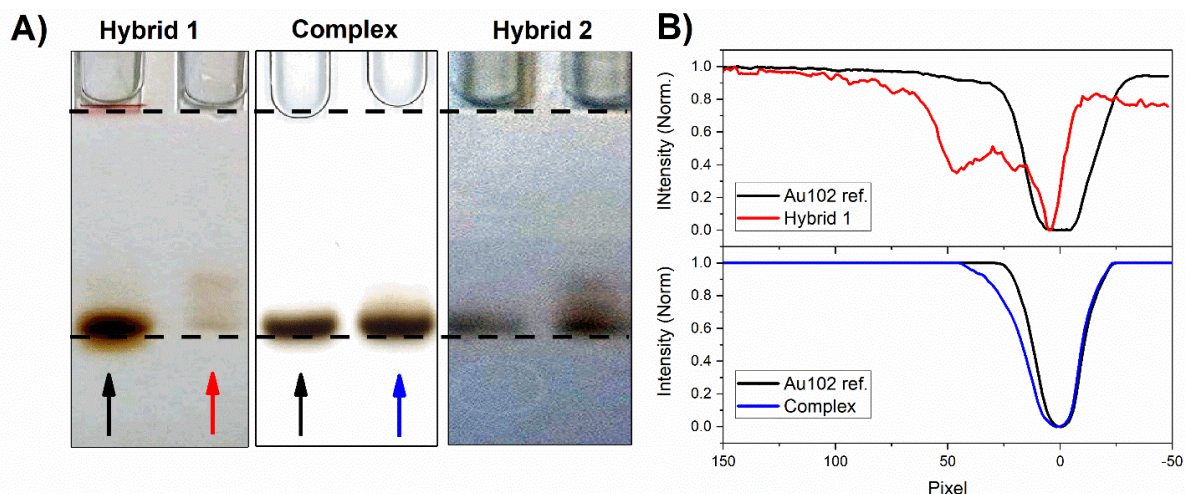 A)
Hybrid 1
Complex
Hybrid 2
B)
INtensity (Norm.)
1.0
0.8
0.6
0.4
0.2
0.0
Au102 ref.
Hybrid 1
Intensity (Norm)
1.0
0.8
0.6
0.4
0.2
0.0
Au102 ref.
Complex
150 100 50 0 -50
Pixel